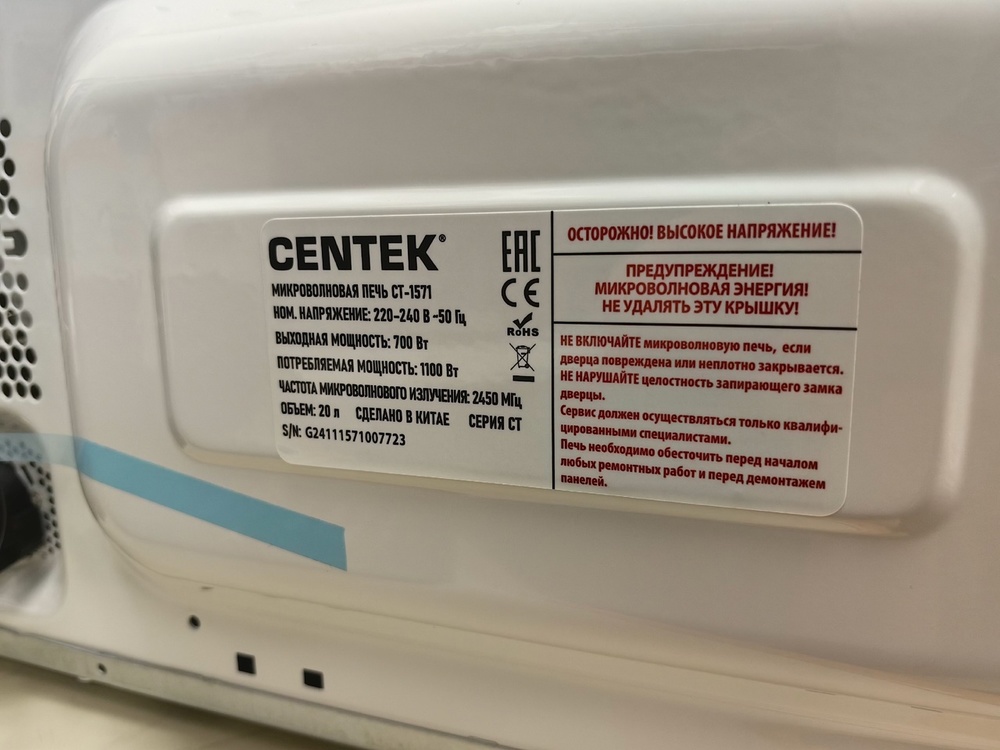 CENTEK®
МИКРОВОЛНОВАЯ ПЕЧЬ CT-1571
НОМ. НАПРЯЖЕНИЕ: 220-240 В ~50 Гц
ВЫХОДНАЯ МОЩНОСТЬ: 700 Вт
ПОТРЕБЛЯЕМАЯ МОЩНОСТЬ: 1100 Вт
ЧАСТОТА МИКРОВОЛНОВОГО ИЗЛУЧЕНИЯ: 2450 МГц
ОБЪЕМ: 20 л СДЕЛАНО В КИТАЕ СЕРИЯ СТ
S/N: G24111571007723
EAC
CE
RoHS
ОСТОРОЖНО! ВЫСОКОЕ НАПРЯЖЕНИЕ!
ПРЕДУПРЕЖДЕНИЕ!
МИКРОВОЛНОВАЯ ЭНЕРГИЯ!
НЕ УДАЛЯТЬ ЭТУ КРЫШКУ!
НЕ ВКЛЮЧАЙТЕ микроволновую печь, если
дверца повреждена или неплотно закрывается.
НЕ НАРУШАЙТЕ целостность запирающего замка
дверцы.
Сервис должен осуществляться только квалифи-
цированными специалистами.
Печь необходимо обесточить перед началом
любых ремонтных работ и перед демонтажем
панелей.